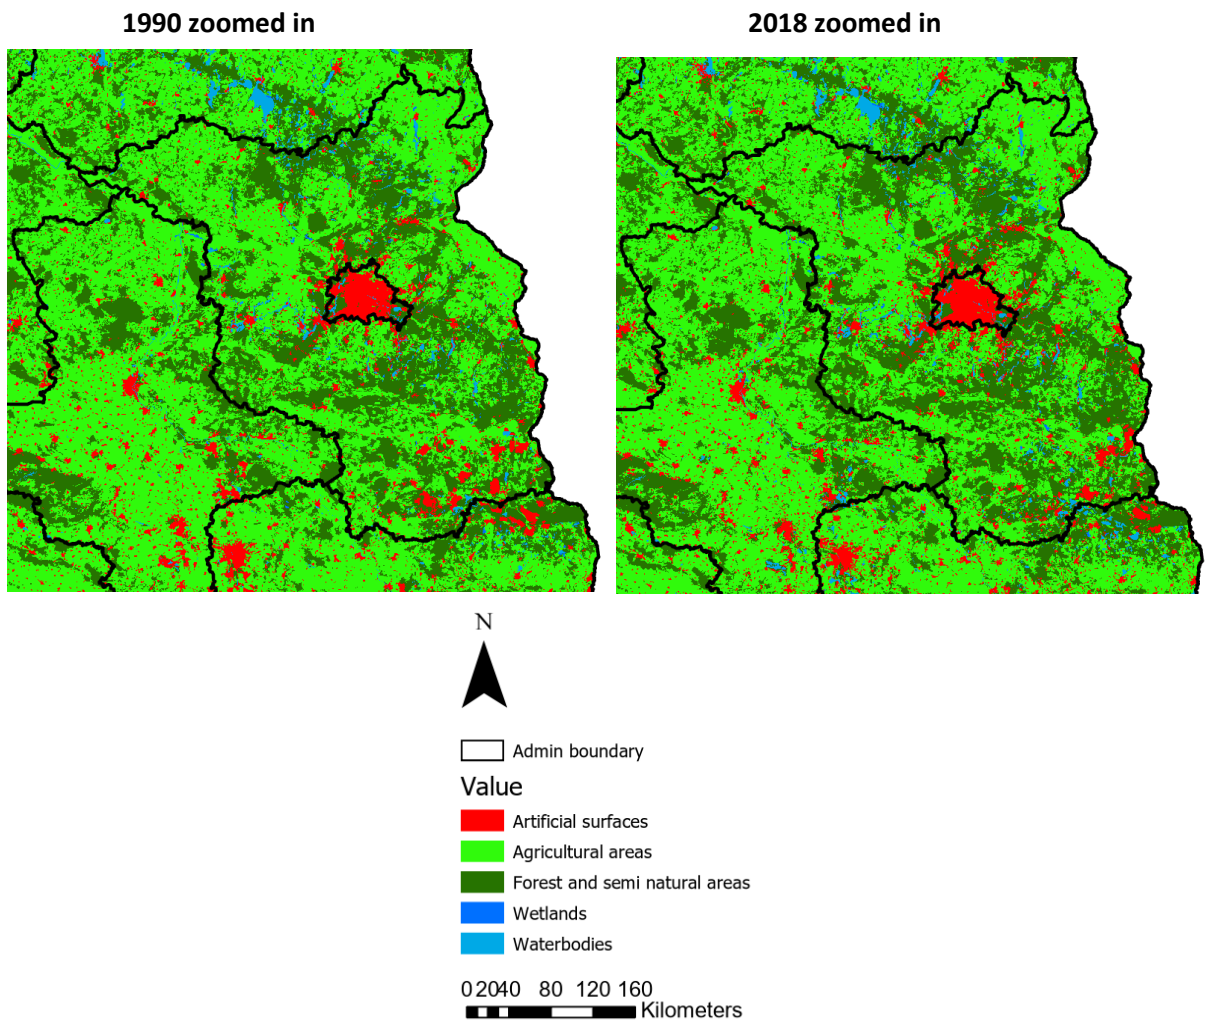 1990 zoomed in
2018 zoomed in
N
Admin boundary
Value
Artificial surfaces
Agricultural areas
Forest and semi natural areas
Wetlands
Waterbodies
0 20 40 80 120 160
Kilometers